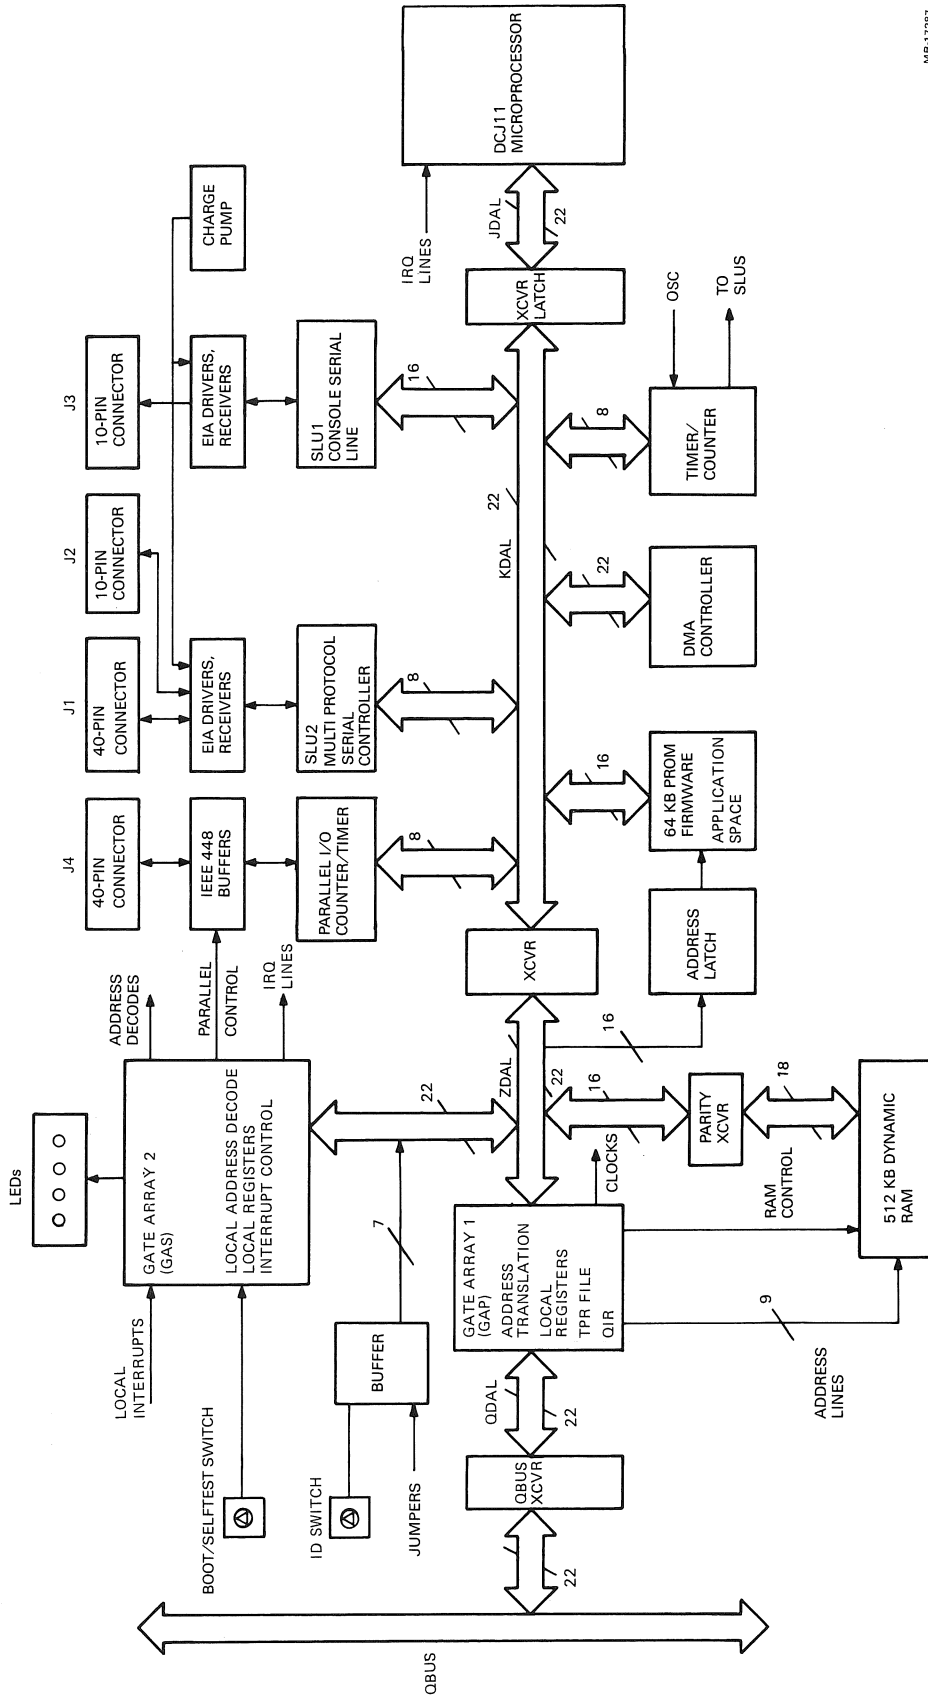 LEDs
LOCAL
INTERRUPTS
GATE ARRAY 2
(GAS)
LOCAL ADDRESS DECODE
LOCAL REGISTERS
INTERRUPT CONTROL
ADDRESS
DECODES
PARALLEL
CONTROL
IRQ
LINES
BOOT/SELFTEST SWITCH
ID SWITCH
JUMPERS
BUFFER
7
22
J4
40-PIN
CONNECTOR
IEEE 448
BUFFERS
PARALLEL I/O
COUNTER/TIMER
8
J1
40-PIN
CONNECTOR
J2
10-PIN
CONNECTOR
EIA DRIVERS,
RECEIVERS
SLU2
MULTI PROTOCOL
SERIAL
CONTROLLER
8
J3
10-PIN
CONNECTOR
EIA DRIVERS,
RECEIVERS
SLU1
CONSOLE SERIAL
LINE
16
CHARGE
PUMP
IRQ
LINES
DCJ11
MICROPROCESSOR
QBUS
22
QBUS
XCVR
QDAL
22
GATE ARRAY 1
(GAP)
ADDRESS
TRANSLATION
LOCAL
REGISTERS
TPR FILE
QIR
CLOCKS
ZDAL
22
XCVR
KDAL
22
XCVR
LATCH
JDAL
22
ADDRESS
LINES
9
RAM
CONTROL
16
PARITY
XCVR
18
512 KB DYNAMIC
RAM
16
ADDRESS
LATCH
16
64 KB PROM
FIRMWARE
APPLICATION
SPACE
22
DMA
CONTROLLER
8
TIMER/
COUNTER
OSC
TO
SLUS
MR-17287